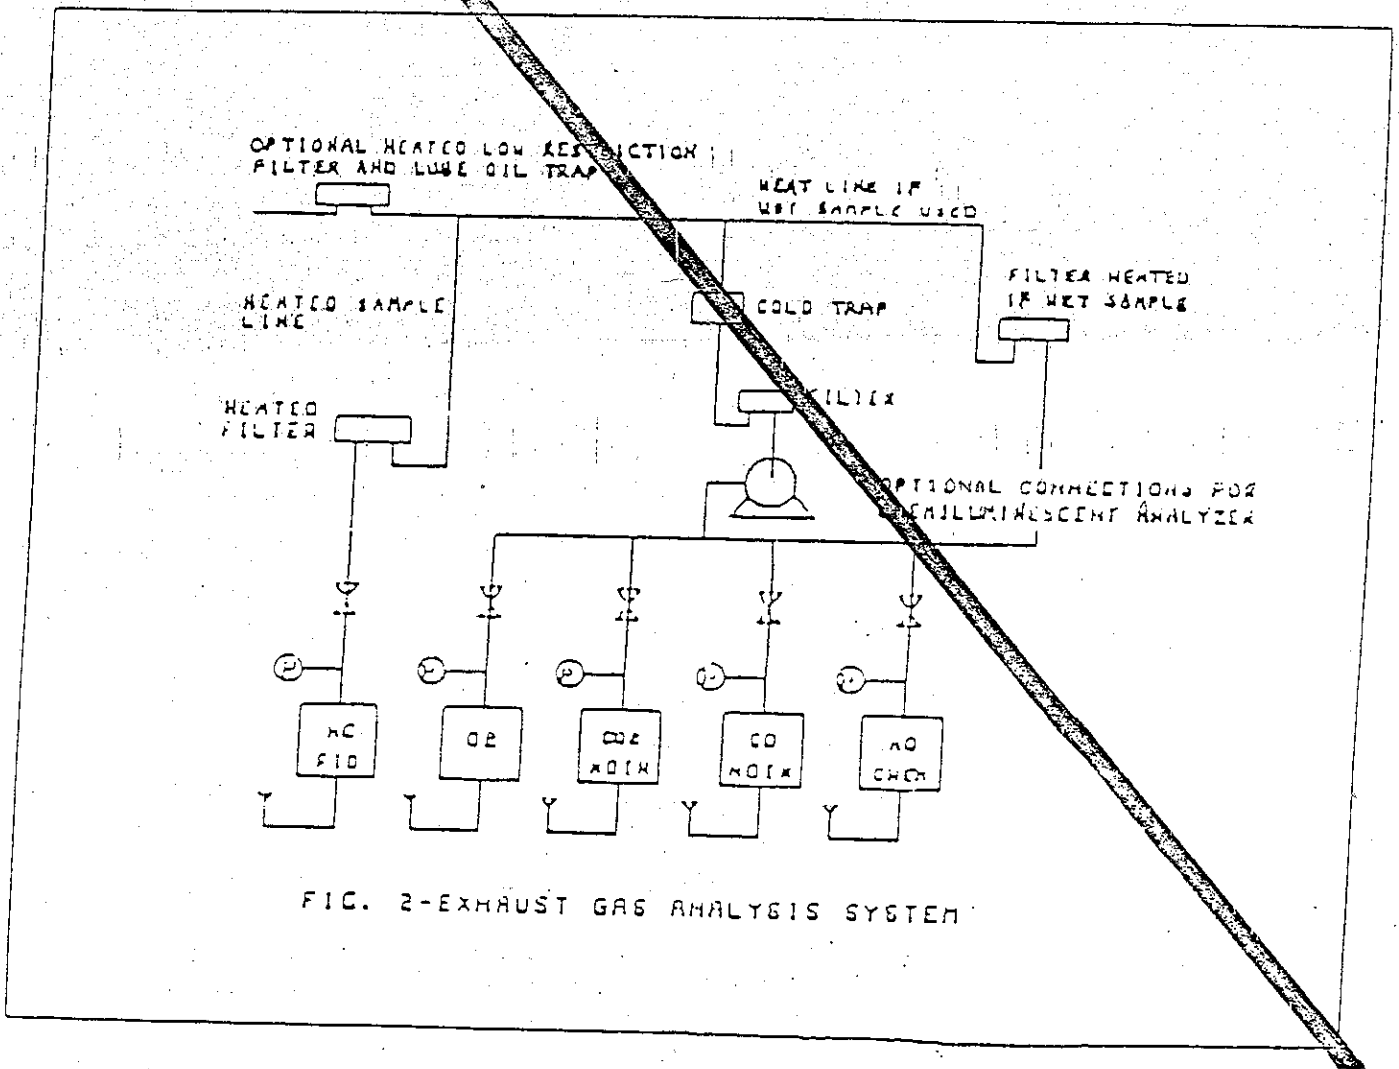 OPTIONAL HEATED LOW RESTRICTION
FILTER AND LUBE OIL TRAP
HEAT LINE IF
WET SAMPLE USED
FILTER HEATED
IF WET SAMPLE
HEATED SAMPLE
LINE
COLD TRAP
FILTER
HEATED
FILTER
OPTIONAL CONNECTIONS FOR
CHEMILUMINESCENT ANALYZER
P
P
P
P
P
HC
FID
O2
CO2
NDIR
CO
NDIR
NO
CHEM
FIG. 2-EXHAUST GAS ANALYSIS SYSTEM